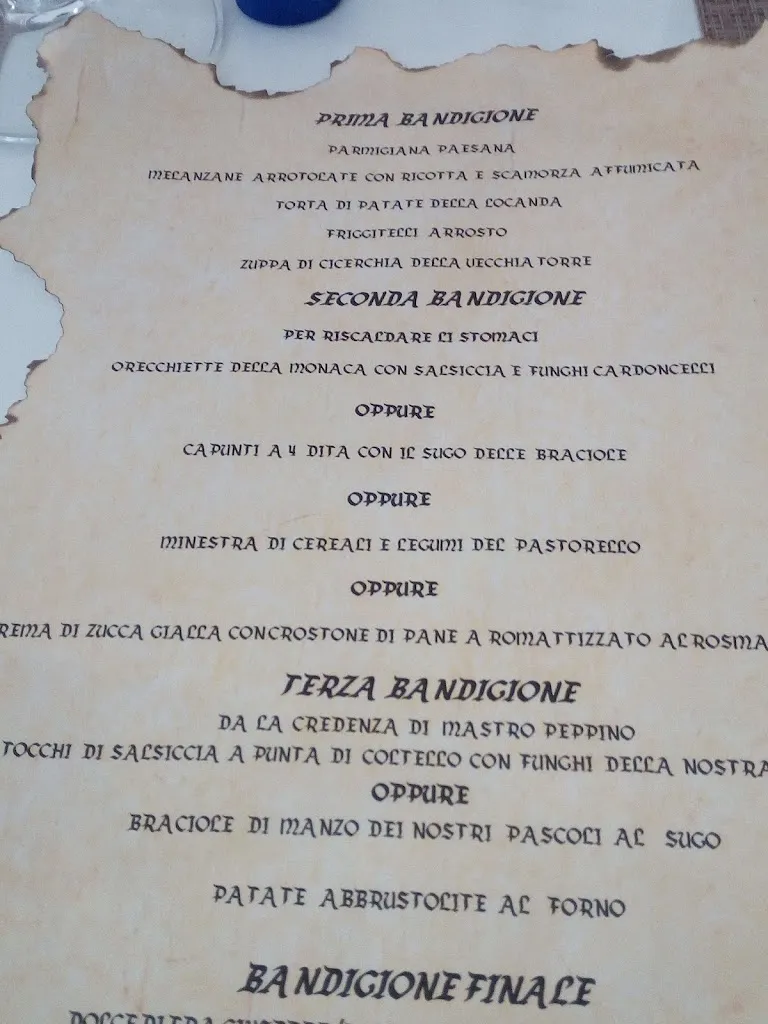 PRIMA BANDIGIONE
PARMIGIANA PAESANA
MELANZANE ARROTOLATE CON RICOTTA E SCAMORZA AFFUMICATA
TORTA DI PATATE DELLA LOCANDA
FRIGGITELLI ARROSTO
ZUPPA DI CICERCHIA DELLA VECCHIA TORRE
SECONDA BANDIGIONE
PER RISCALDARE LI STOMACI
ORECCHIETTE DELLA MONACA CON SALSICCIA E FUNGHI CARDONCELLI
OPPURE
CAPUNTI A 4 DITA CON IL SUGO DELLE BRACIOLE
OPPURE
MINESTRA DI CEREALI E LEGUMI DEL PASTORELLO
OPPURE
REMA DI ZUCCA GIALLA CONCROSTONE DI PANE A ROMATTIZZATO AL ROSMA
TERZA BANDIGIONE
DA LA CREDENZA DI MASTRO PEPPINO
TOCCHI DI SALSICCIA A PUNTA DI COLTELLO CON FUNGHI DELLA NOSTRA
OPPURE
BRACIOLE DI MANZO DEI NOSTRI PASCOLI AL SUGO
PATATE ABBRUSTOLITE AL FORNO
BANDIGIONE FINALE